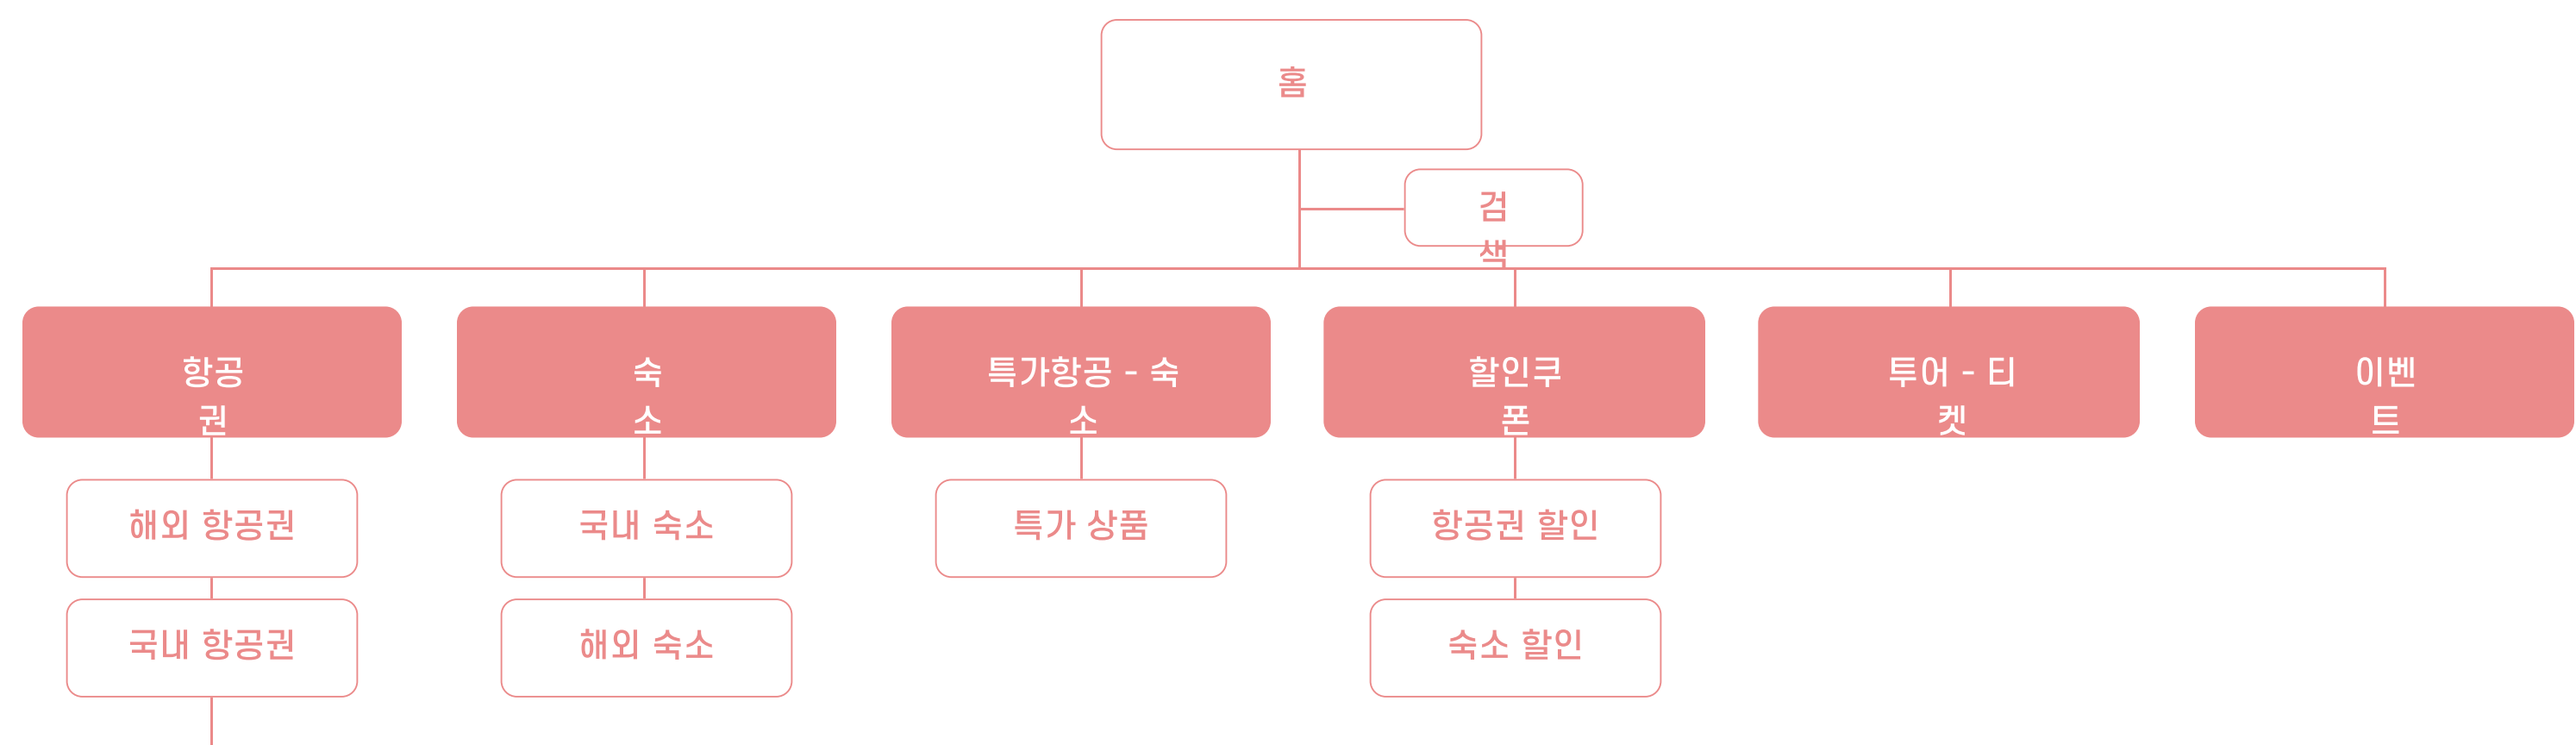 홈
검
색
항공
권
숙
소
특가항공 - 숙
소
할인쿠
폰
투어 - 티
켓
이벤
트
해외 항공권
국내 숙소
특가 상품
항공권 할인
국내 항공권
해외 숙소
숙소 할인